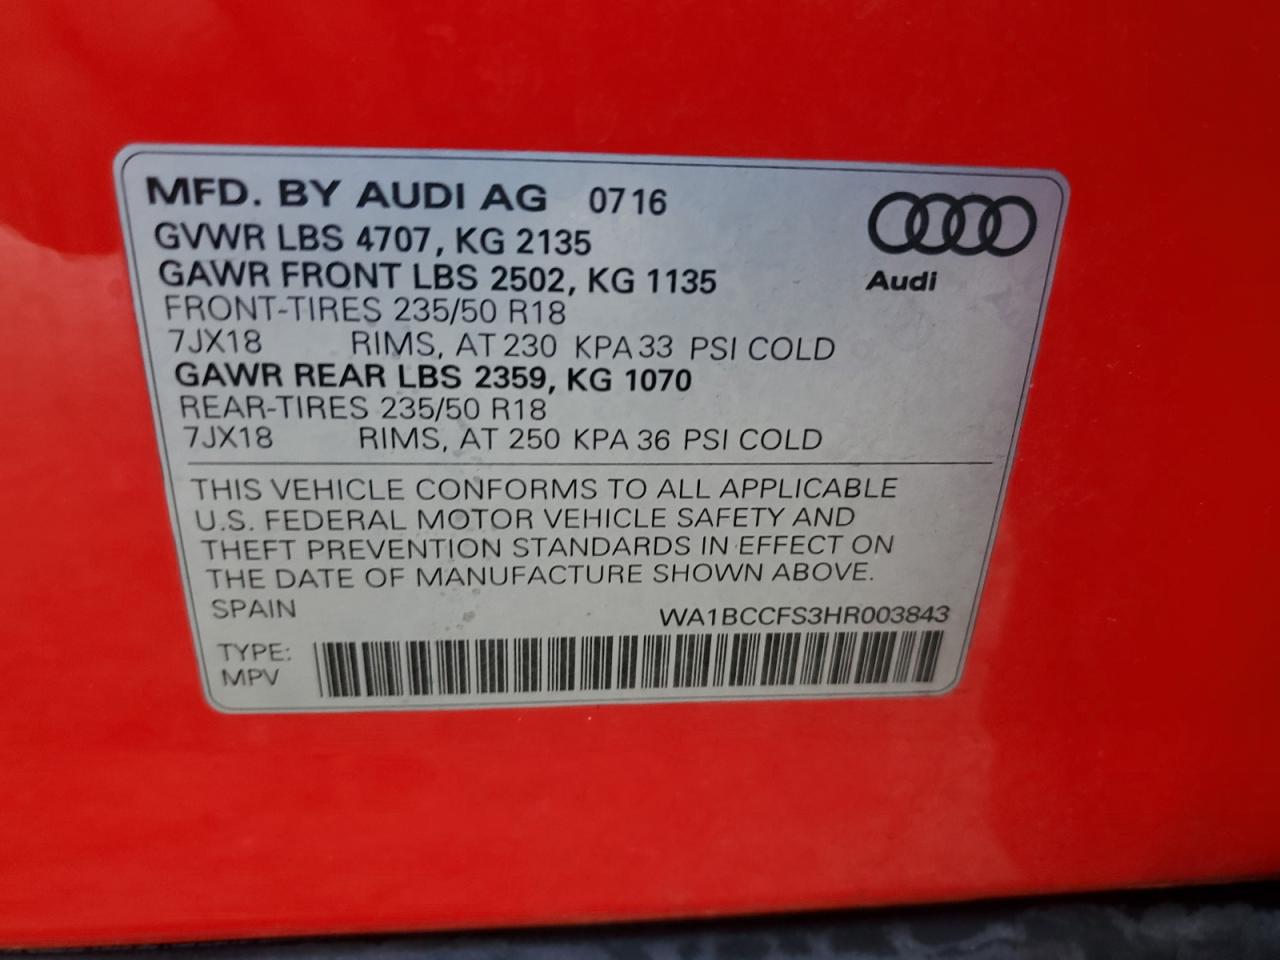 MFD. BY AUDI AG 07 16
GVWR LBS 4707, KG 2135
GAWR FRONT LBS 2502, KG 1135
Audi
FRONT-TIRES 235/50 R18
7JX18 RIMS, AT 230 KPA 33 PSI COLD
GAWR REAR LBS 2359, KG 1070
REAR-TIRES 235/50 R18
7JX18 RIMS, AT 250 KPA 36 PSI COLD
THIS VEHICLE CONFORMS TO ALL APPLICABLE
U.S. FEDERAL MOTOR VEHICLE SAFETY AND
THEFT PREVENTION STANDARDS IN EFFECT ON
THE DATE OF MANUFACTURE SHOWN ABOVE.
SPAIN WA1BCCFS3HR003843
TYPE:
MPV